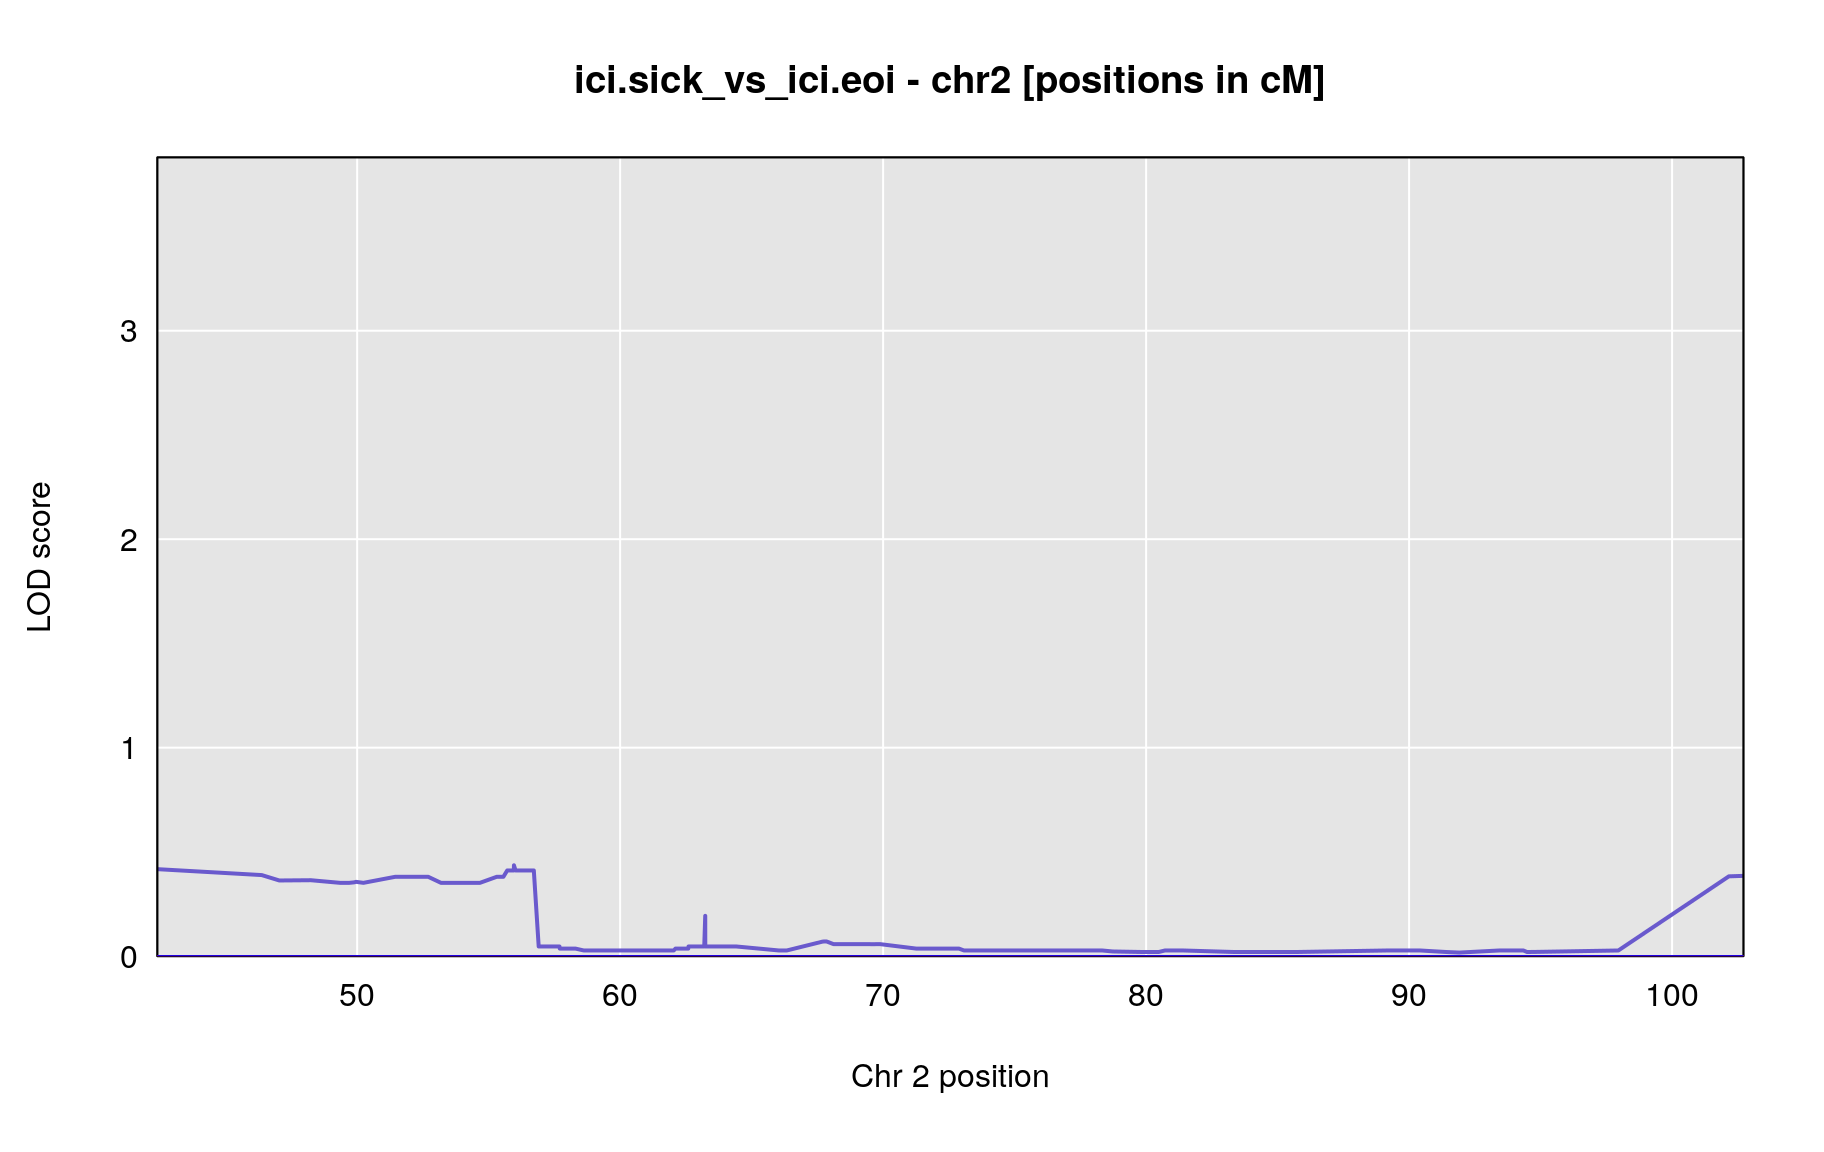 ici.sick_vs_ici.eoi - chr2 [positions in cM]
LOD score
3
2
1
0
50 60 70 80 90 100
Chr 2 position